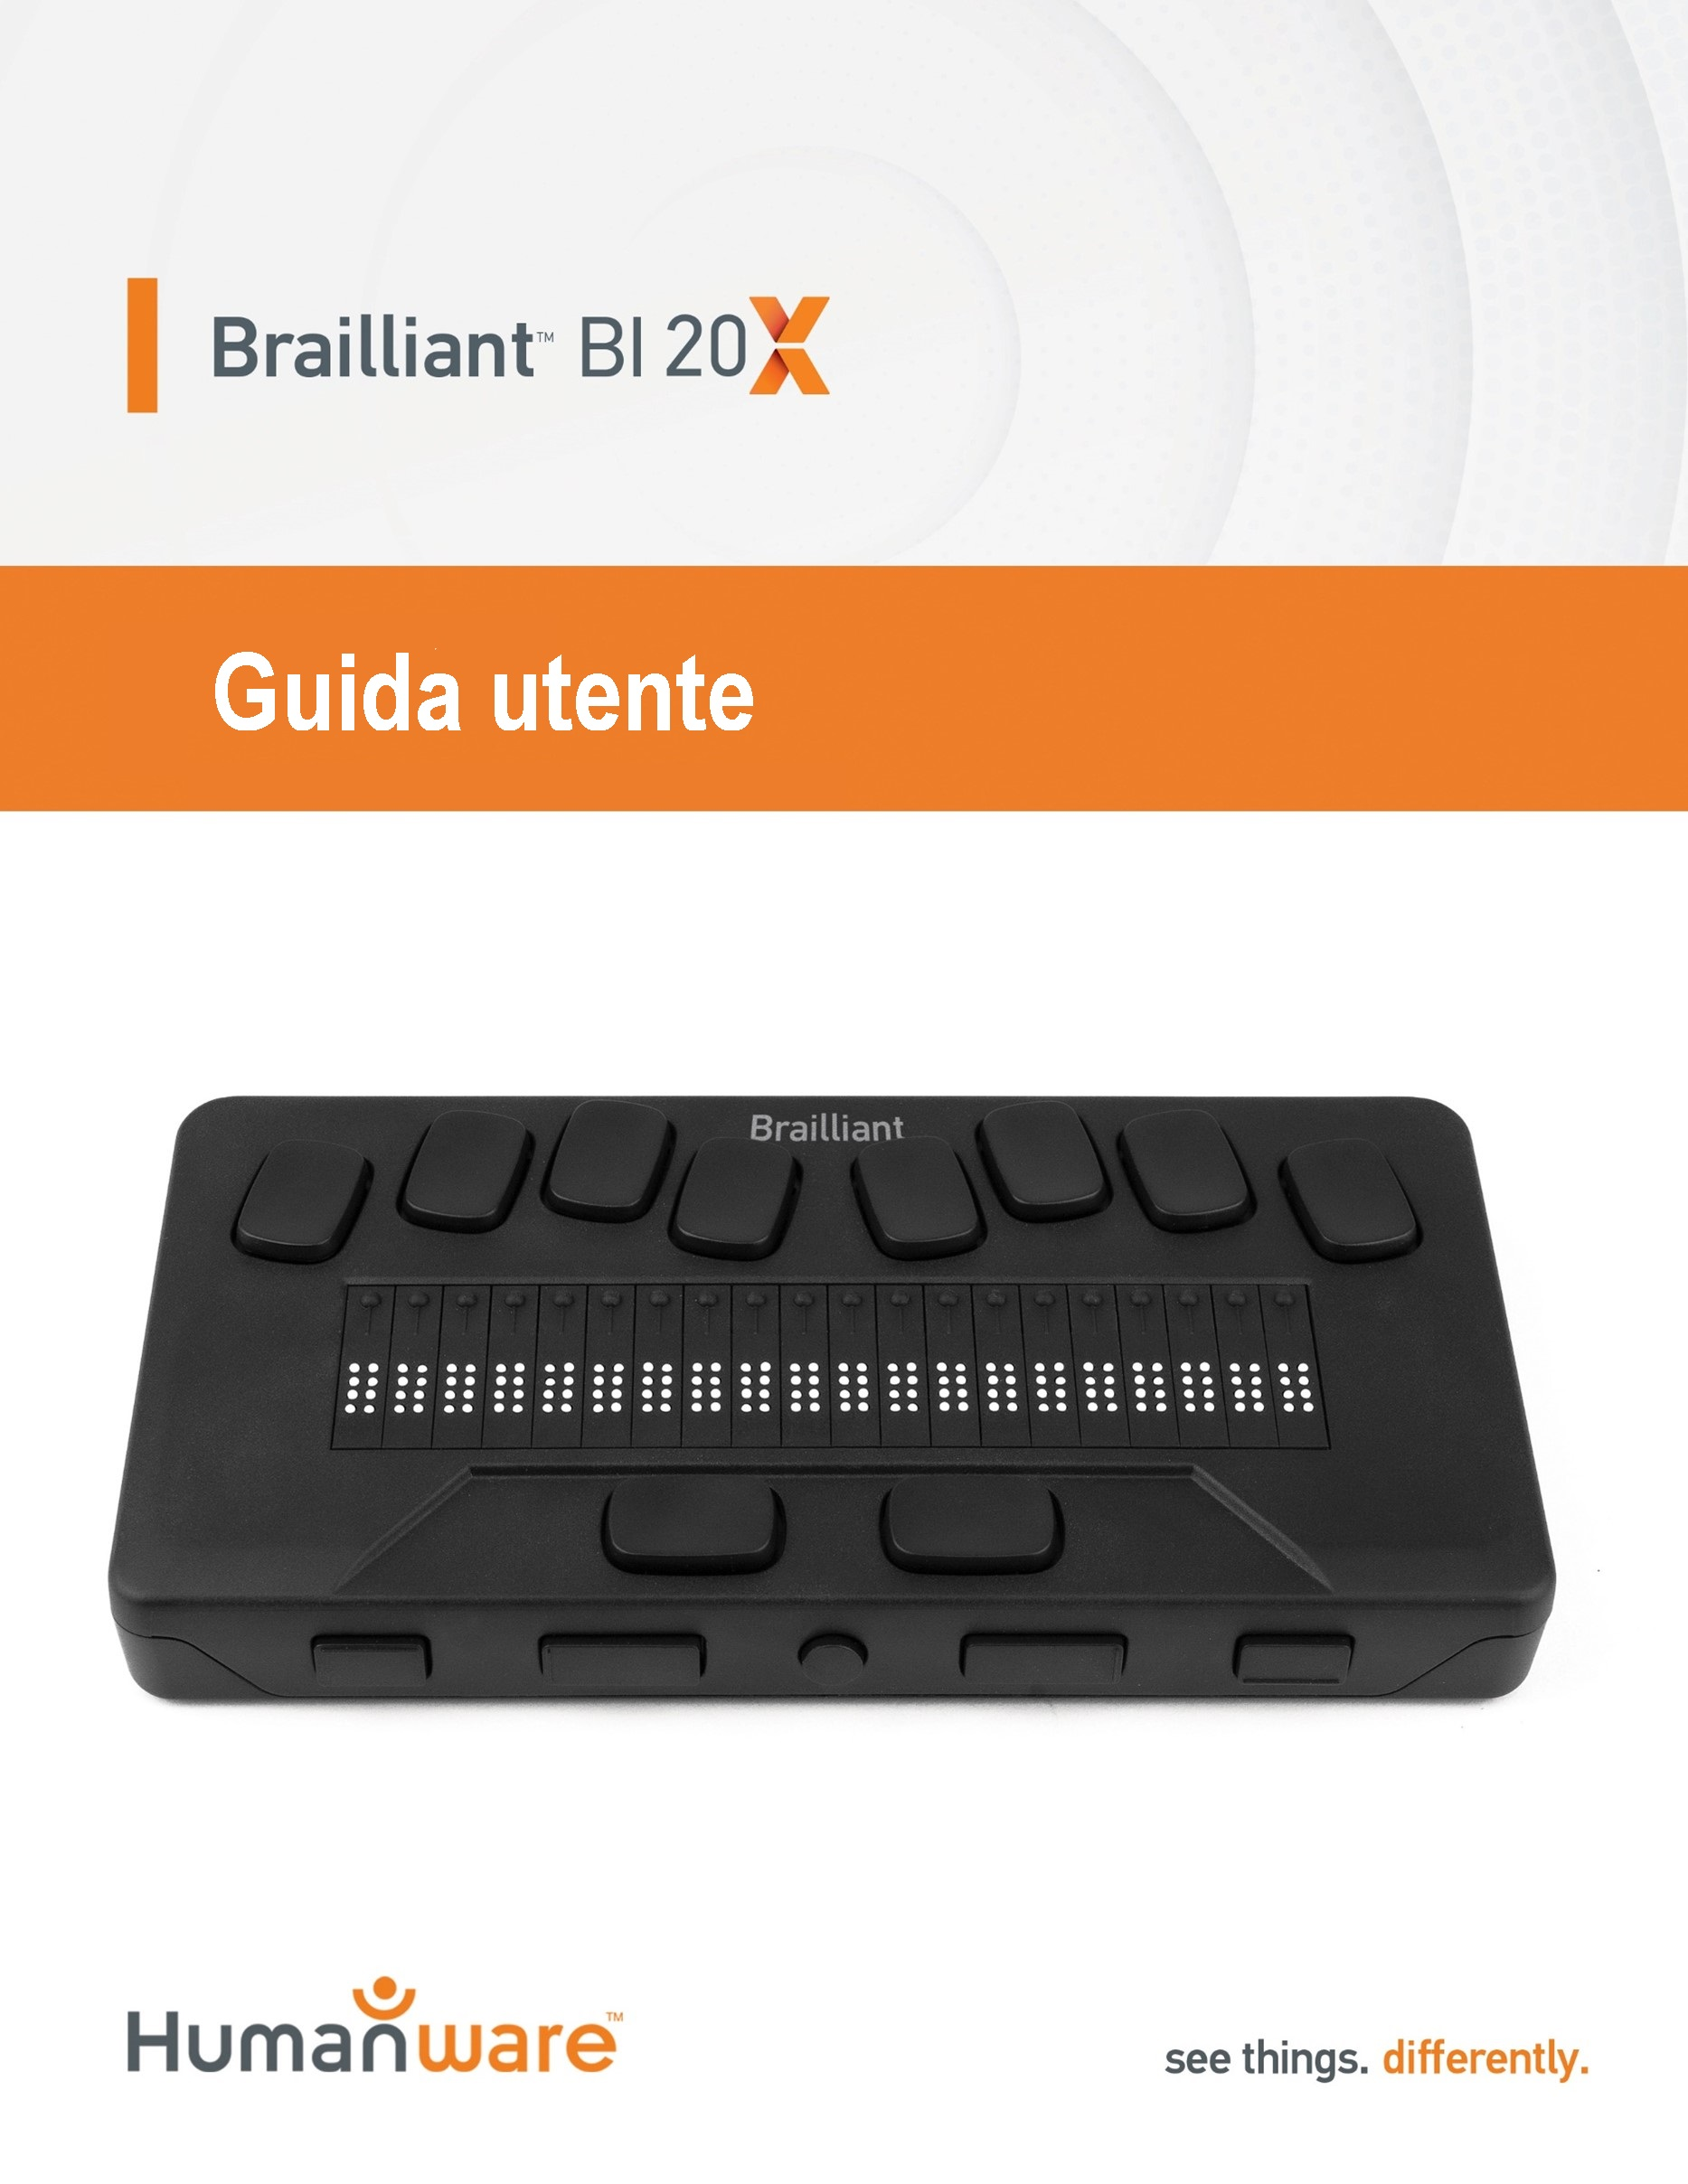 Brailliant™ BI 20X
Guida utente
Brailliant
Humanware™
see things. differently.